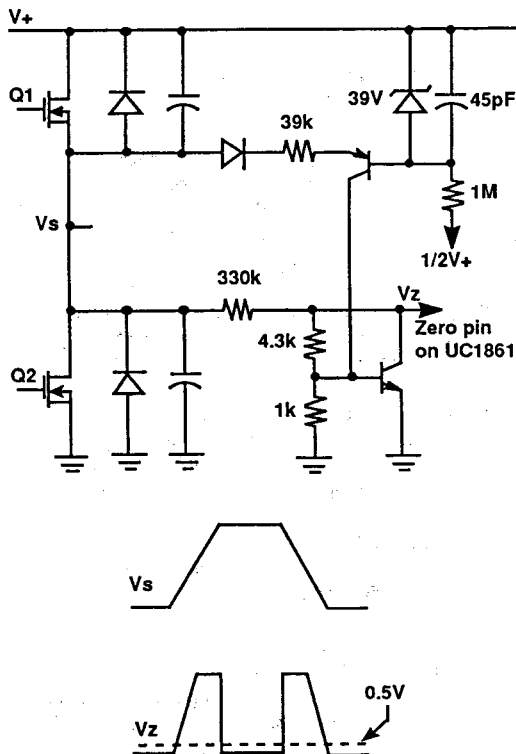 V+
Q1
39V
45pF
39k
1M
Vs
1/2V+
330k
Vz
Zero pin
on UC1861
4.3k
Q2
1k
Vs
0.5V
Vz